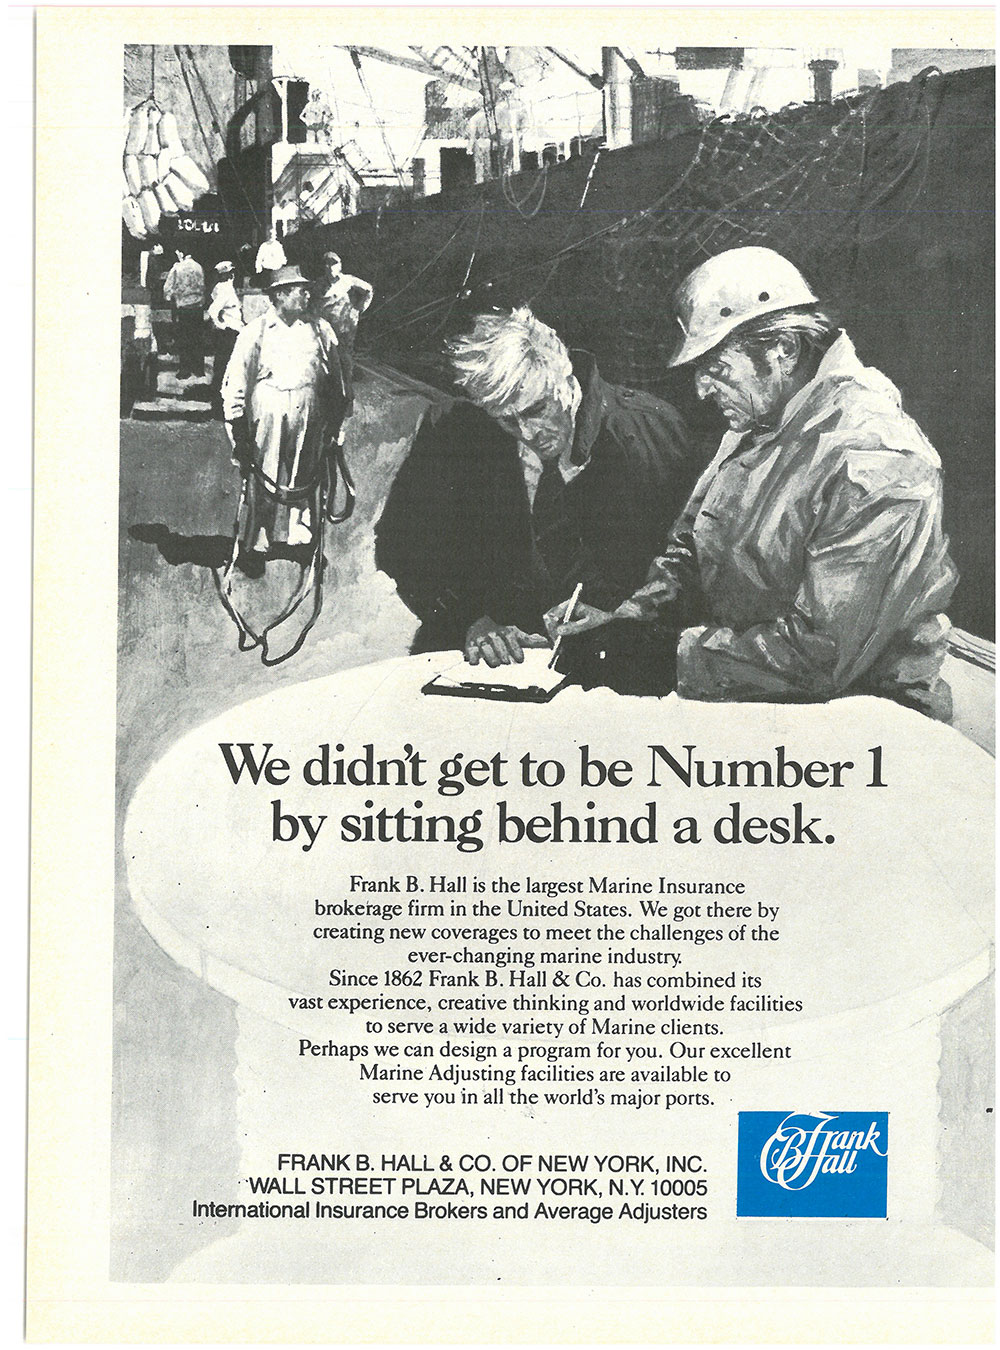 We didn't get to be Number 1
by sitting behind a desk.
Frank B. Hall is the largest Marine Insurance
brokerage firm in the United States. We got there by
creating new coverages to meet the challenges of the
ever-changing marine industry.
Since 1862 Frank B. Hall & Co. has combined its
vast experience, creative thinking and worldwide facilities
to serve a wide variety of Marine clients.
Perhaps we can design a program for you. Our excellent
Marine Adjusting facilities are available to
serve you in all the world's major ports.
Frank
B Hall
FRANK B. HALL & CO. OF NEW YORK, INC.
WALL STREET PLAZA, NEW YORK, N.Y. 10005
International Insurance Brokers and Average Adjusters